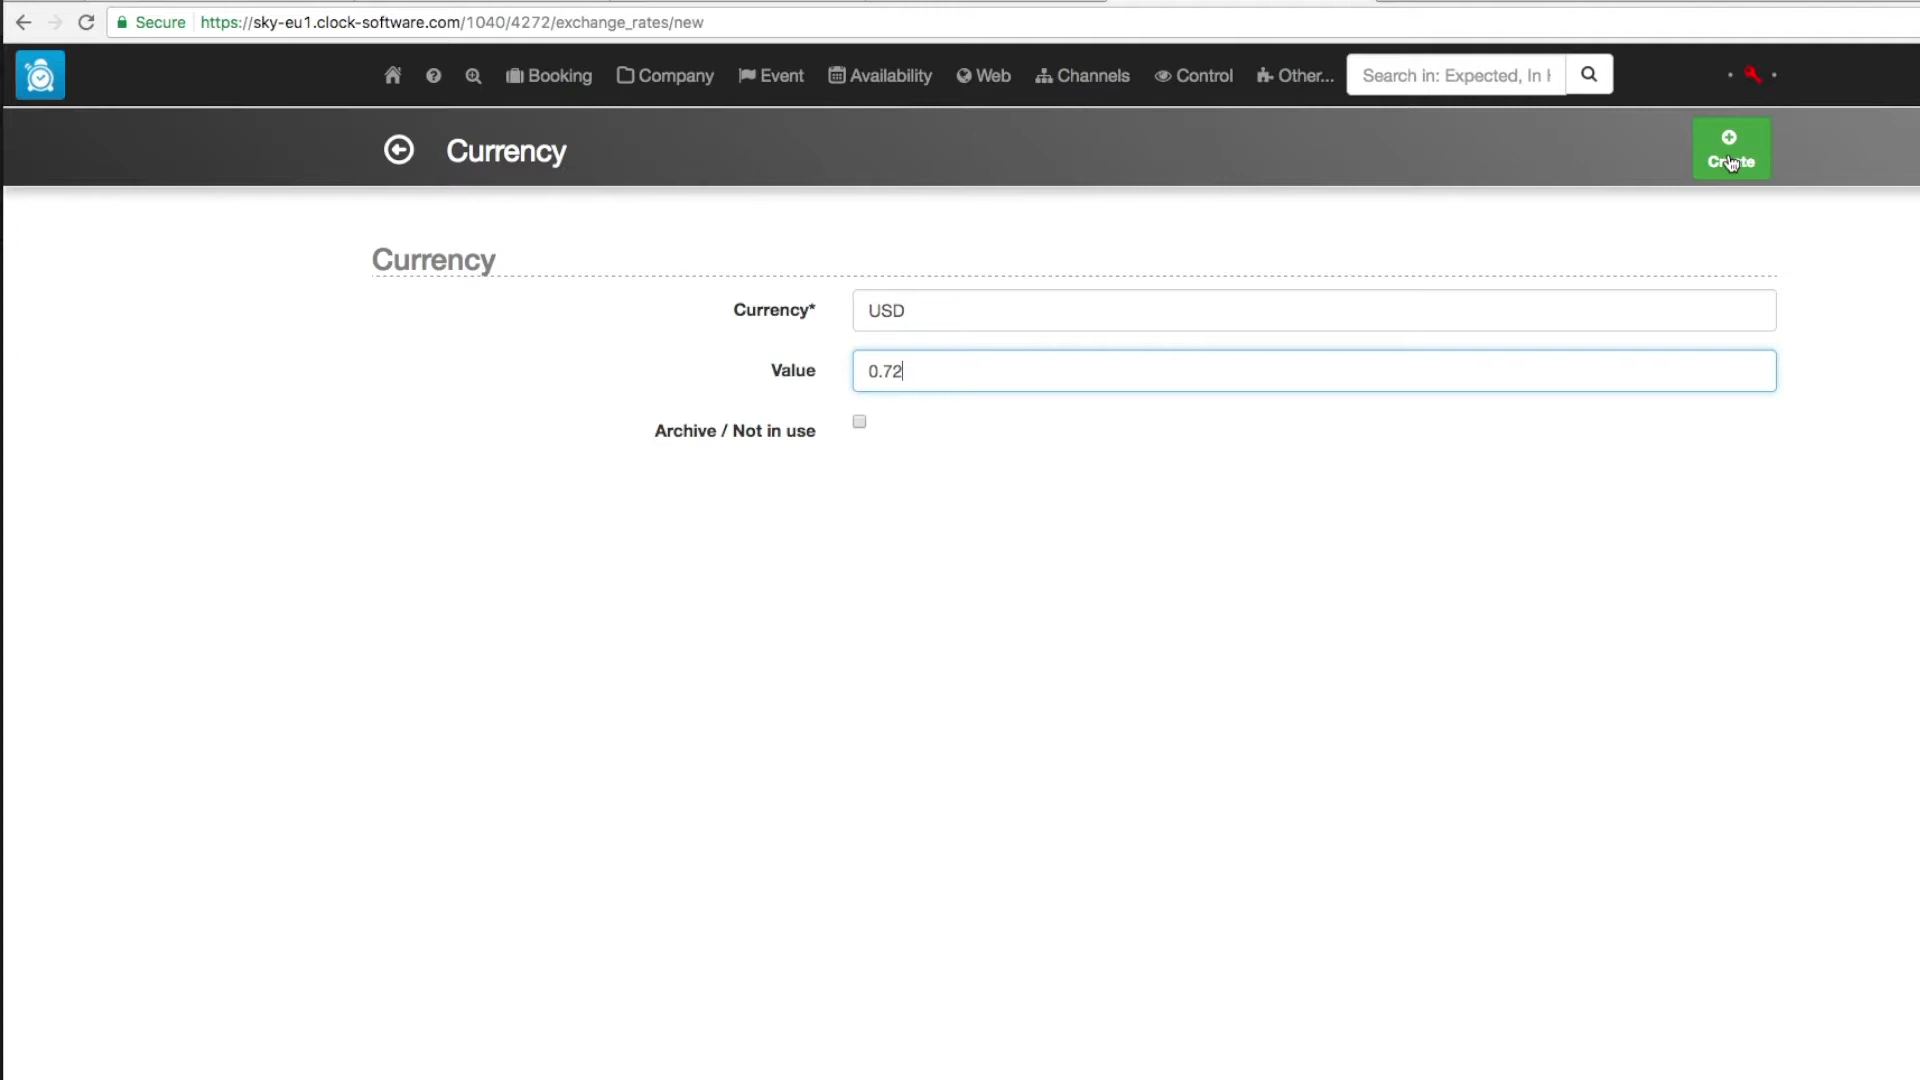 Secure https://sky-eu1.clock-software.com/1040/4272/exchange_rates/new
Booking Company Event Availability Web Channels Control Other... Search in: Expected, In
Currency
Create
Currency
Currency* USD
Value 0.72
Archive / Not in use